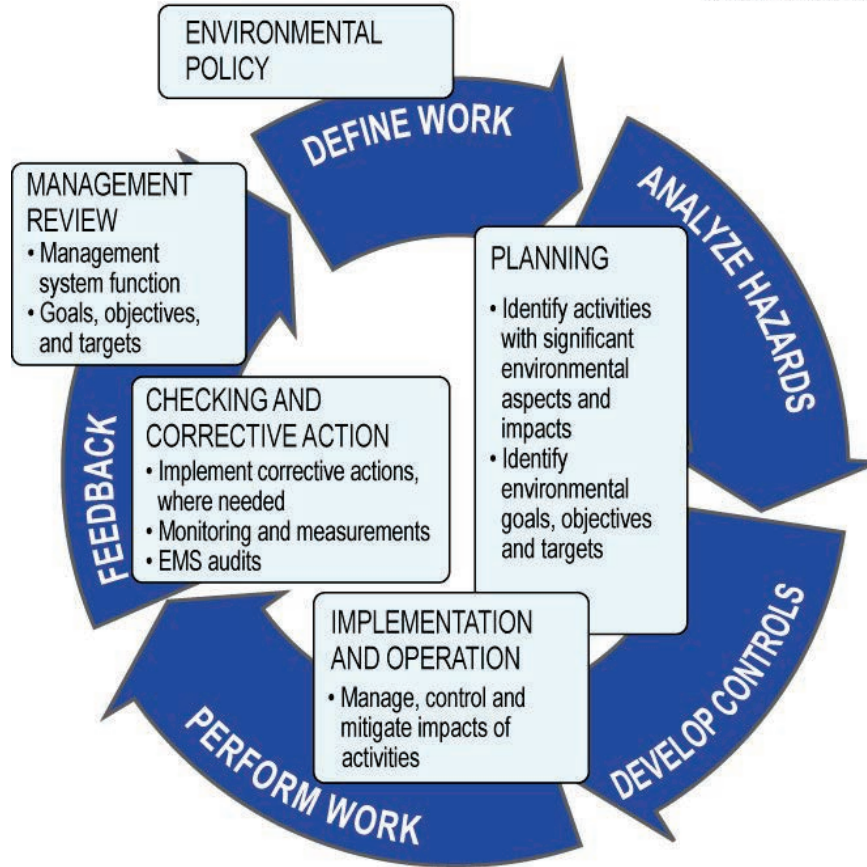 ENVIRONMENTAL
POLICY
DEFINE WORK
ANALYZE HAZARDS
MANAGEMENT
REVIEW
• Management
system function
• Goals, objectives,
and targets
PLANNING
• Identify activities
with significant
environmental
aspects and
impacts
• Identify
environmental
goals, objectives
and targets
CHECKING AND
CORRECTIVE ACTION
• Implement corrective actions,
where needed
• Monitoring and measurements
• EMS audits
FEEDBACK
IMPLEMENTATION
AND OPERATION
• Manage, control and
mitigate impacts of
activities
DEVELOP CONTROLS
PERFORM WORK